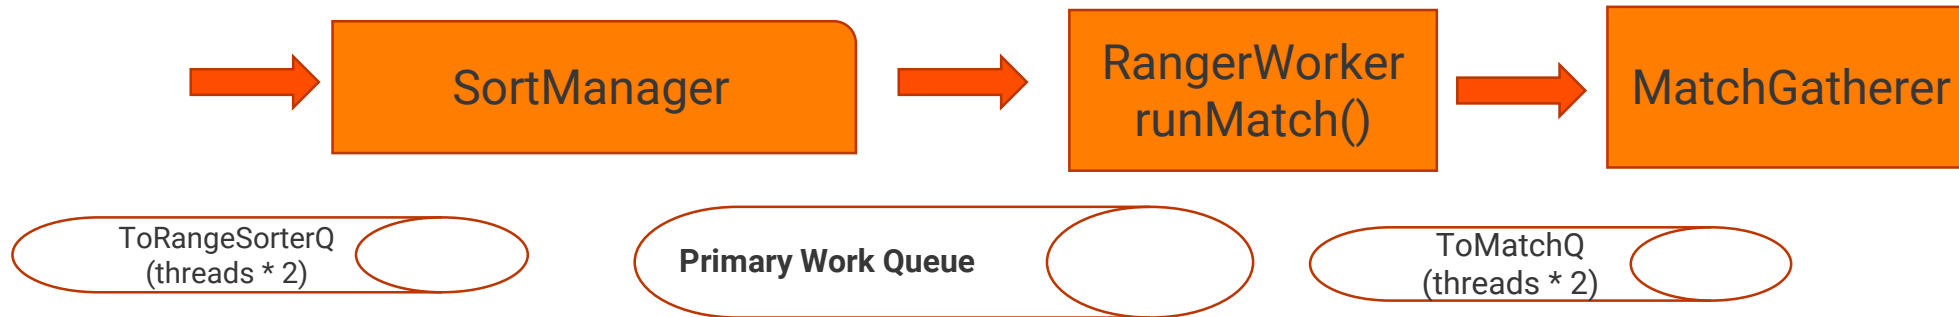 SortManager
RangerWorker
runMatch()
MatchGatherer
ToRangeSorterQ
(threads * 2)
Primary Work Queue
ToMatchQ
(threads * 2)